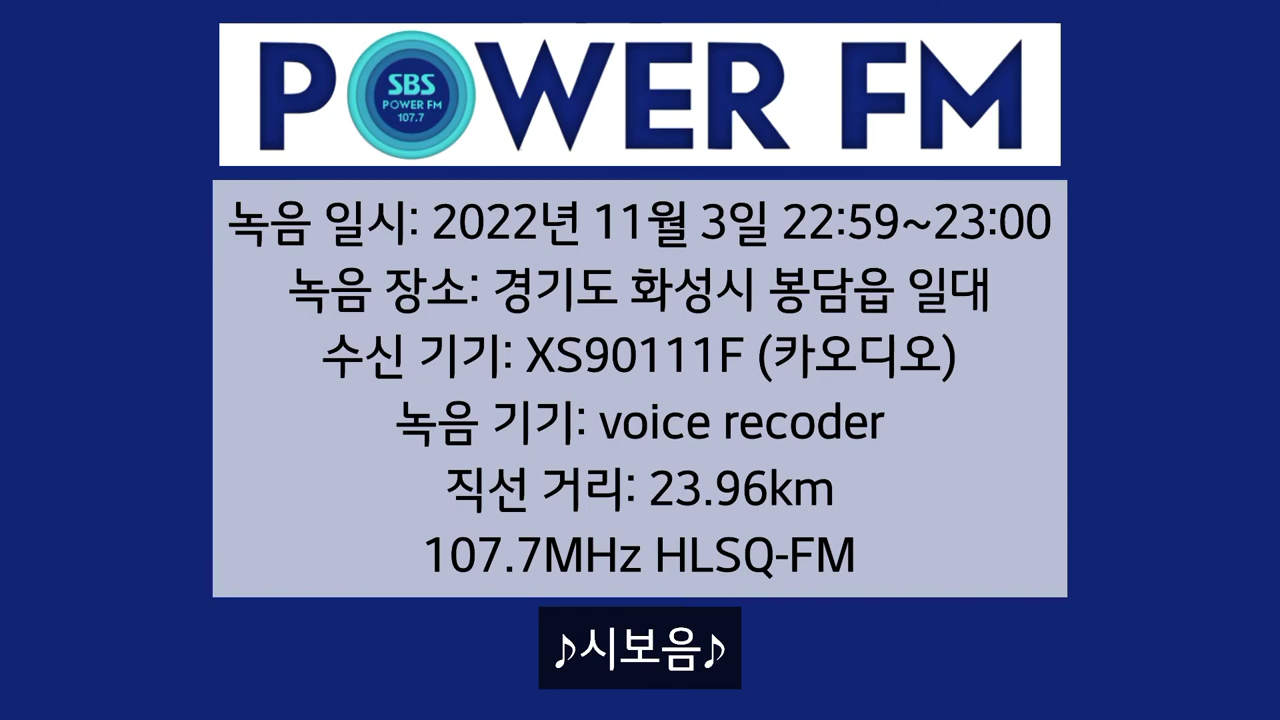 POWER FM
SBS
POWER FM
107.7
녹음 일시: 2022년 11월 3일 22:59~23:00
녹음 장소: 경기도 화성시 봉담읍 일대
수신 기기: XS90111F (카오디오)
녹음 기기: voice recoder
직선 거리: 23.96km
107.7MHz HLSQ-FM
♪시보음♪